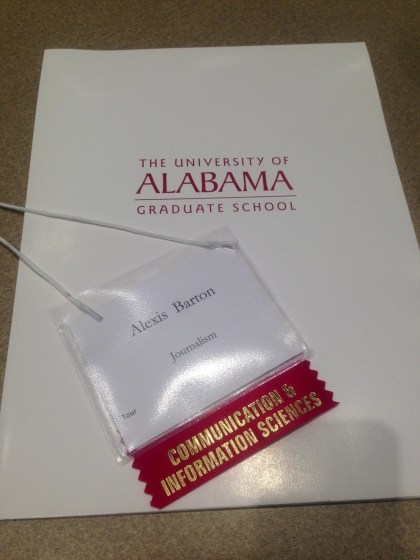 THE UNIVERSITY OF
ALABAMA
GRADUATE SCHOOL
Alexis Barton
Journalism
Tour
COMMUNICATION &
INFORMATION SCIENCES